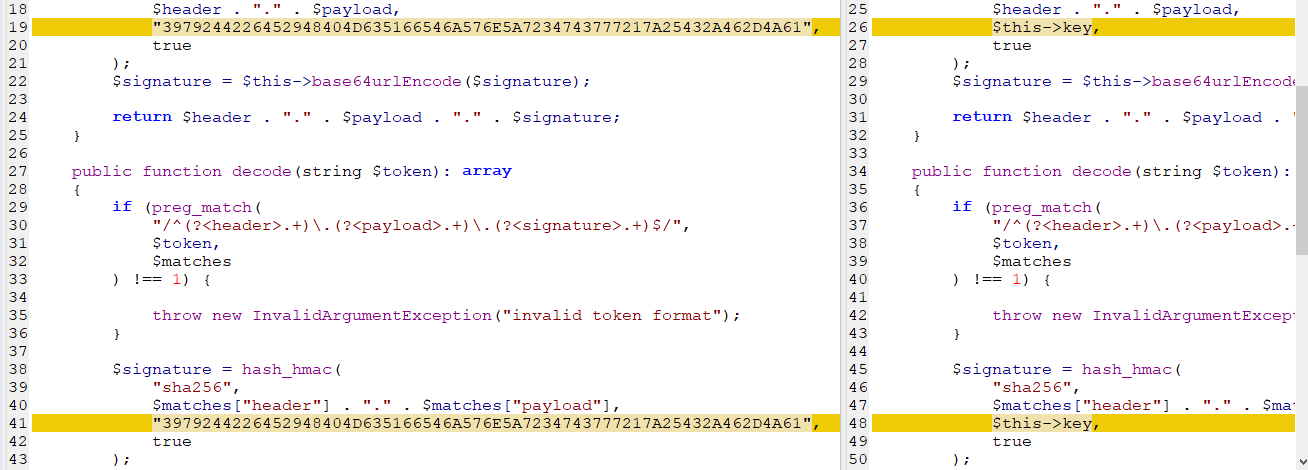 18 $header . "." . $payload,
19 "3979244226452948404D635166546A576E5A7234743777217A25432A462D4A61",
20 true
21 );
22 $signature = $this->base64urlEncode($signature);
23
24 return $header . "." . $payload . "." . $signature;
25 }
26
27 public function decode(string $token): array
28 {
29 if (preg_match(
30 "/^(?<header>.+)\.(?<payload>.+)\.(?<signature>.+)$/",
31 $token,
32 $matches
33 ) !== 1) {
34
35 throw new InvalidArgumentException("invalid token format");
36 }
37
38 $signature = hash_hmac(
39 "sha256",
40 $matches["header"] . "." . $matches["payload"],
41 "3979244226452948404D635166546A576E5A7234743777217A25432A462D4A61",
42 true
43 );
25 $header . "." . $payload,
26 $this->key,
27 true
28 );
29 $signature = $this->base64urlEncode
30
31 return $header . "." . $payload . "
32 }
33
34 public function decode(string $token):
35 {
36 if (preg_match(
37 "/^(?<header>.+)\.(?<payload>.
38 $token,
39 $matches
40 ) !== 1) {
41
42 throw new InvalidArgumentExcep
43 }
44
45 $signature = hash_hmac(
46 "sha256",
47 $matches["header"] . "." . $mat
48 $this->key,
49 true
50 );